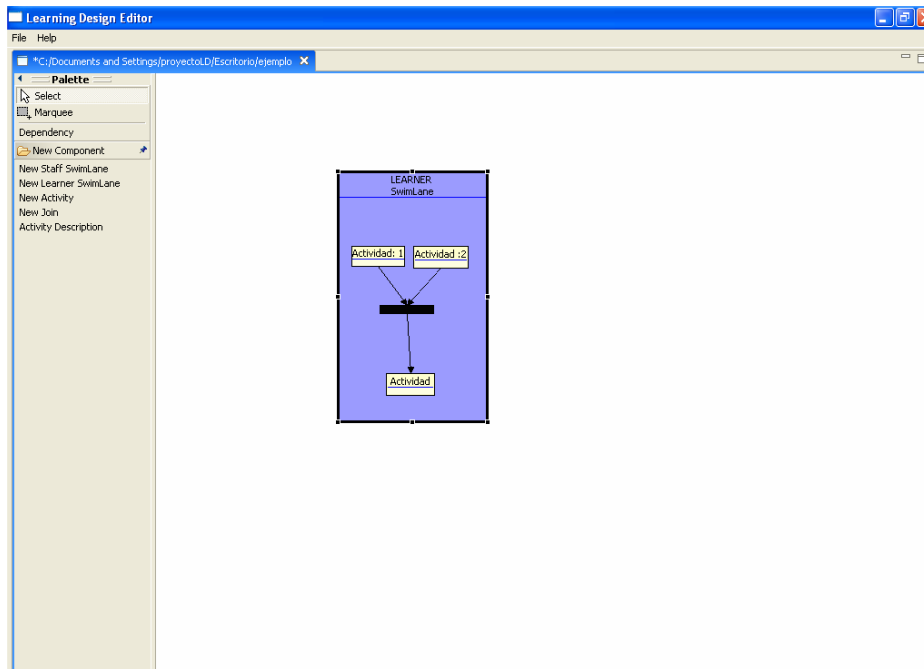 Learning Design Editor
File Help
*C:/Documents and Settings/proyectoLD/Escritorio/ejemplo
Palette
Select
Marquee
Dependency
New Component
New Staff SwimLane
New Learner SwimLane
New Activity
New Join
Activity Description
LEARNER
SwimLane
Actividad: 1
Actividad :2
Actividad